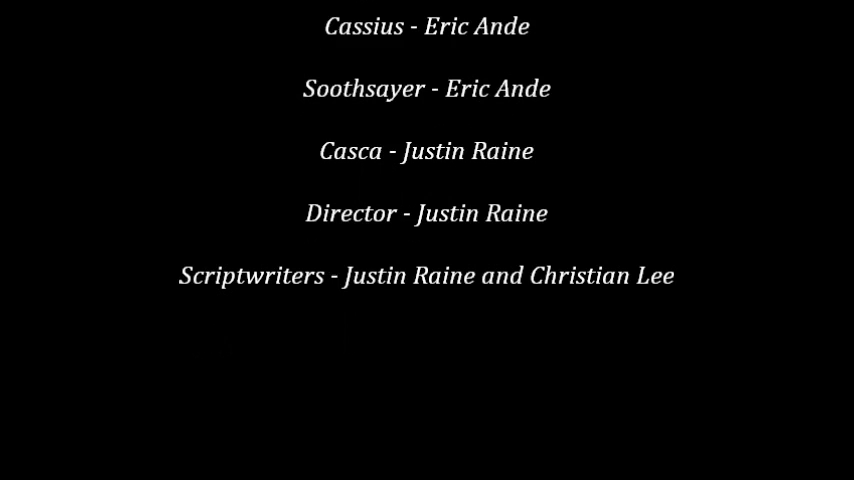 Cassius - Eric Ande
Soothsayer - Eric Ande
Casca - Justin Raine
Director - Justin Raine
Scriptwriters - Justin Raine and Christian Lee